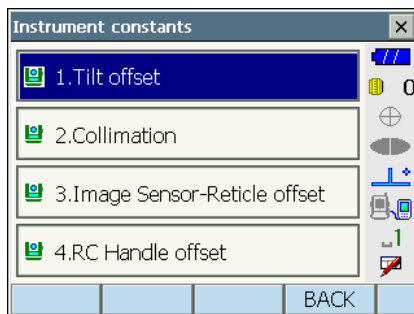 Instrument constants
1.Tilt offset
0
2.Collimation
3.Image Sensor-Reticle offset
4.RC Handle offset
1
BACK